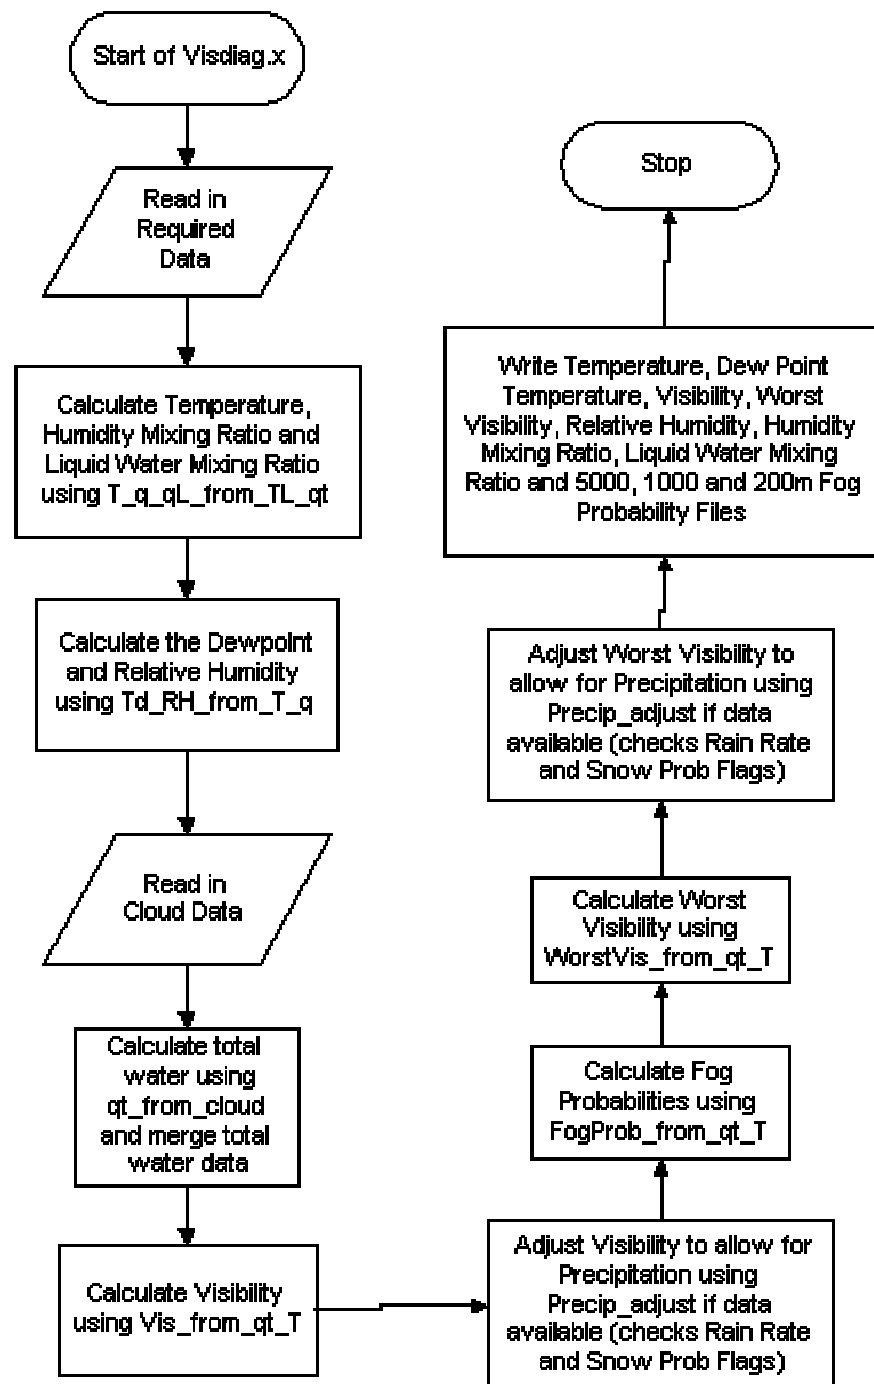 Start of Visdiag.x
Read in
Required
Data
Calculate Temperature,
Humidity Mixing Ratio and
Liquid Water Mixing Ratio
using T_q_qL_from_TL_qt
Calculate the Dewpoint
and Relative Humidity
using Td_RH_from_T_q
Read in
Cloud Data
Calculate total
water using
qt_from_cloud
and merge total
water data
Calculate Visibility
using Vis_from_qt_T
Adjust Visibility to allow for
Precipitation using
Precip_adjust if data
available (checks Rain Rate
and Snow Prob Flags)
Calculate Fog
Probabilities using
FogProb_from_qt_T
Calculate Worst
Visibility using
WorstVis_from_qt_T
Adjust Worst Visibility to
allow for Precipitation using
Precip_adjust if data
available (checks Rain Rate
and Snow Prob Flags)
Write Temperature, Dew Point
Temperature, Visibility, Worst
Visibility, Relative Humidity, Humidity
Mixing Ratio, Liquid Water Mixing
Ratio and 5000, 1000 and 200m Fog
Probability Files
Stop